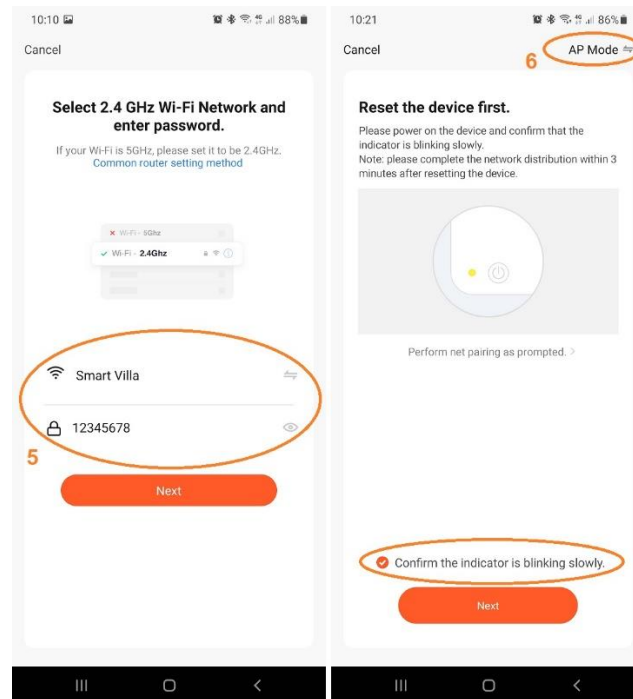 10:10
88%
Cancel
Select 2.4 GHz Wi-Fi Network and
enter password.
If your Wi-Fi is 5GHz, please set it to be 2.4GHz.
Common router setting method
Wi-Fi - 5Ghz
Wi-Fi - 2.4Ghz
Smart Villa
12345678
5
Next
10:21
4G
86%
Cancel
6
AP Mode
Reset the device first.
Please power on the device and confirm that the
indicator is blinking slowly.
Note: please complete the network distribution within 3
minutes after resetting the device.
Perform net pairing as prompted. >
Confirm the indicator is blinking slowly.
Next